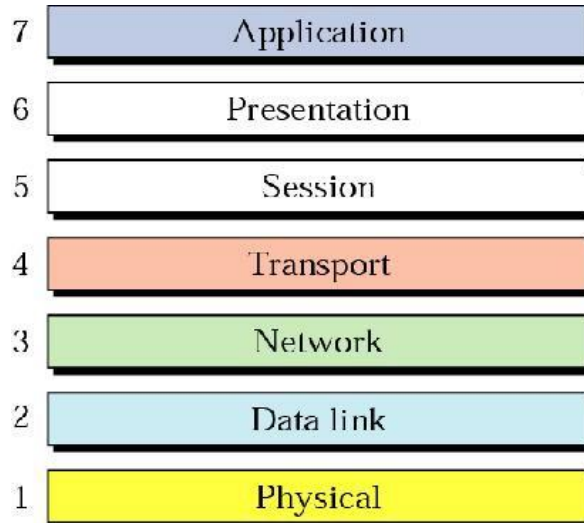 7 Application
6 Presentation
5 Session
4 Transport
3 Network
2 Data link
1 Physical